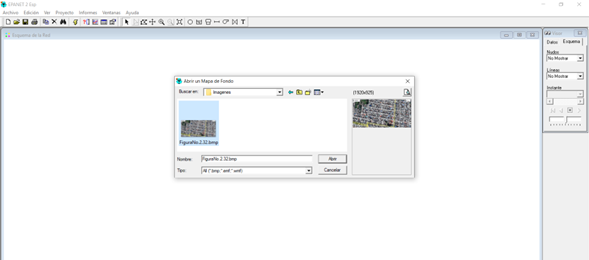 EPANET 2 Esp
Archivo Edición Ver Proyecto Informes Ventanas Ayuda
Esquema de la Red
Datos Esquema
Nudos
No Mostrar
Líneas
No Mostrar
Instante
Abrir un Mapa de Fondo
Buscar en: Imagenes
(1920x925)
FiguraNo.2.32.bmp
Nombre: FiguraNo.2.32.bmp Abrir
Tipo: All (*.bmp;*.emf;*.wmf) Cancelar